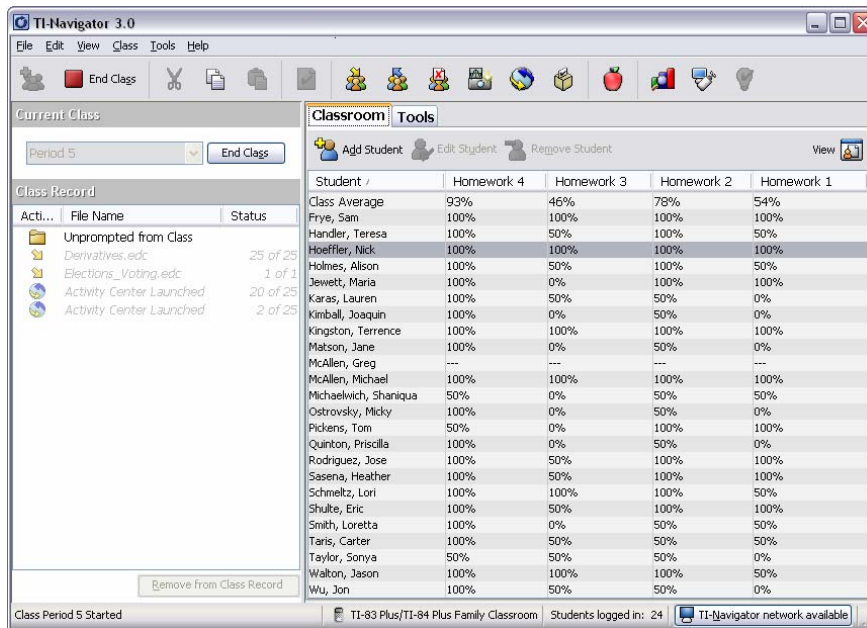 TI-Navigator 3.0
File Edit View Class Tools Help
End Class
Current Class
Period 5
End Class
Class Record
Acti... File Name Status
Unprompted from Class
Derivatives.edc 25 of 25
Elections_Voting.edc 1 of 1
Activity Center Launched 20 of 25
Activity Center Launched 2 of 25
Remove from Class Record
Classroom Tools
Add Student Edit Student Remove Student View
Student / Homework 4 Homework 3 Homework 2 Homework 1
Class Average 93% 46% 78% 54%
Frye, Sam 100% 100% 100% 100%
Handler, Teresa 100% 50% 100% 50%
Hoeffler, Nick 100% 100% 100% 100%
Holmes, Alison 100% 50% 100% 50%
Jewett, Maria 100% 0% 100% 100%
Karas, Lauren 100% 50% 50% 0%
Kimball, Joaquin 100% 0% 50% 0%
Kingston, Terrence 100% 100% 100% 100%
Matson, Jane 100% 0% 50% 0%
McAllen, Greg --- --- --- ---
McAllen, Michael 100% 100% 100% 100%
Michaelwich, Shaniqua 50% 0% 50% 50%
Ostrovsky, Micky 100% 0% 50% 0%
Pickens, Tom 50% 0% 100% 100%
Quinton, Priscilla 100% 0% 50% 0%
Rodriguez, Jose 100% 50% 100% 100%
Sasena, Heather 100% 50% 100% 100%
Schmeltz, Lori 100% 100% 100% 50%
Shulte, Eric 100% 50% 100% 100%
Smith, Loretta 100% 0% 50% 50%
Taris, Carter 100% 50% 50% 50%
Taylor, Sonya 50% 50% 50% 0%
Walton, Jason 100% 100% 100% 50%
Wu, Jon 100% 50% 50% 0%
Class Period 5 Started TI-83 Plus/TI-84 Plus Family Classroom Students logged in: 24 TI-Navigator network available